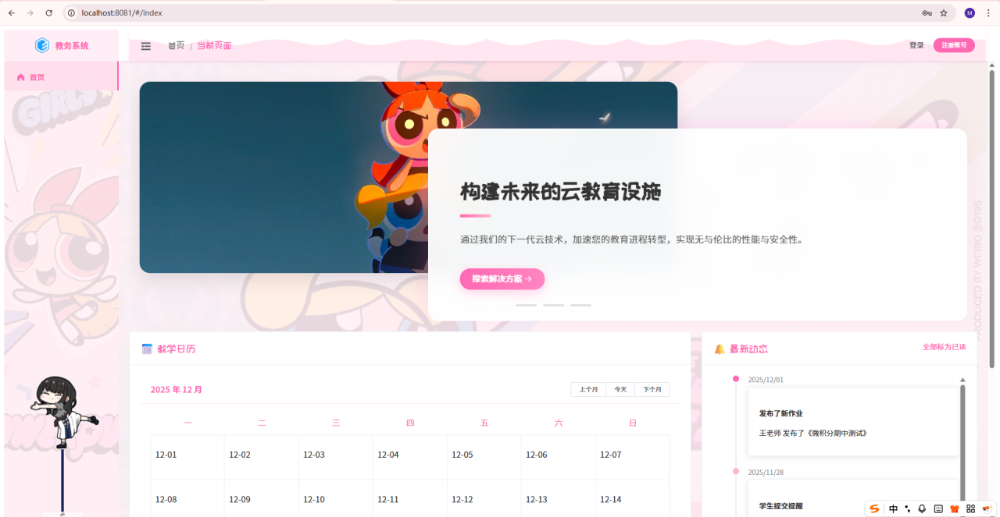 localhost:8081/#/index
M
教务系统
首页 / 当前页面
登录
注册账号
首页
GIRLS
构建未来的云教育设施
通过我们的下一代云技术，加速您的教育进程转型，实现无与伦比的性能与安全性。
探索解决方案 →
PRODUCED BY WEIBO @G195
教学日历
2025 年 12 月
上个月 今天 下个月
一 二 三 四 五 六 日
12-01 12-02 12-03 12-04 12-05 12-06 12-07
12-08 12-09 12-10 12-11 12-12 12-13 12-14
最新动态
全部标为已读
2025/12/01
发布了新作业
王老师 发布了《微积分期中测试》
2025/11/28
学生提交提醒
中